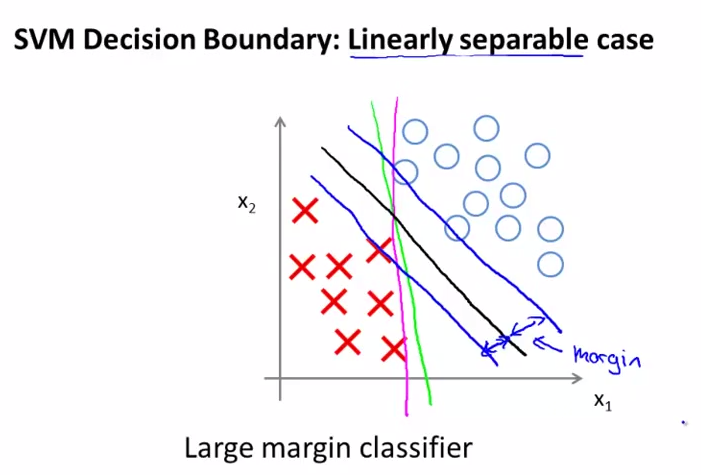 SVM Decision Boundary: Linearly separable case
x2
margin
x1
Large margin classifier